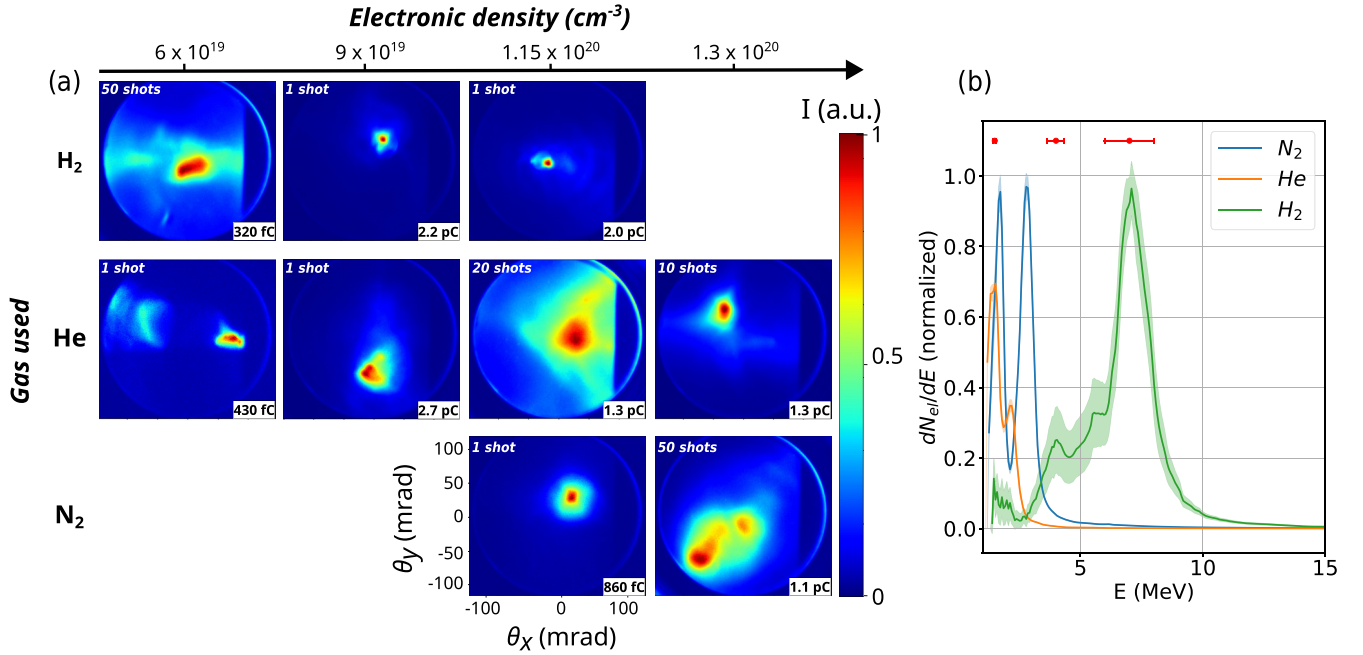 Electronic density (cm⁻³)
6 x 10¹⁹ 9 x 10¹⁹ 1.15 x 10²⁰ 1.3 x 10²⁰
(a)
I (a.u.)
Gas used
H₂
50 shots 1 shot 1 shot
320 fC 2.2 pC 2.0 pC
He
1 shot 1 shot 20 shots 10 shots
430 fC 2.7 pC 1.3 pC 1.3 pC
N₂
1 shot 50 shots
860 fC 1.1 pC
1
0.5
0
θy (mrad)
100
50
0
-50
-100
-100 0 100
θx (mrad)
(b)
N₂
He
H₂
dNel/dE (normalized)
1.0
0.8
0.6
0.4
0.2
0.0
5 10 15
E (MeV)